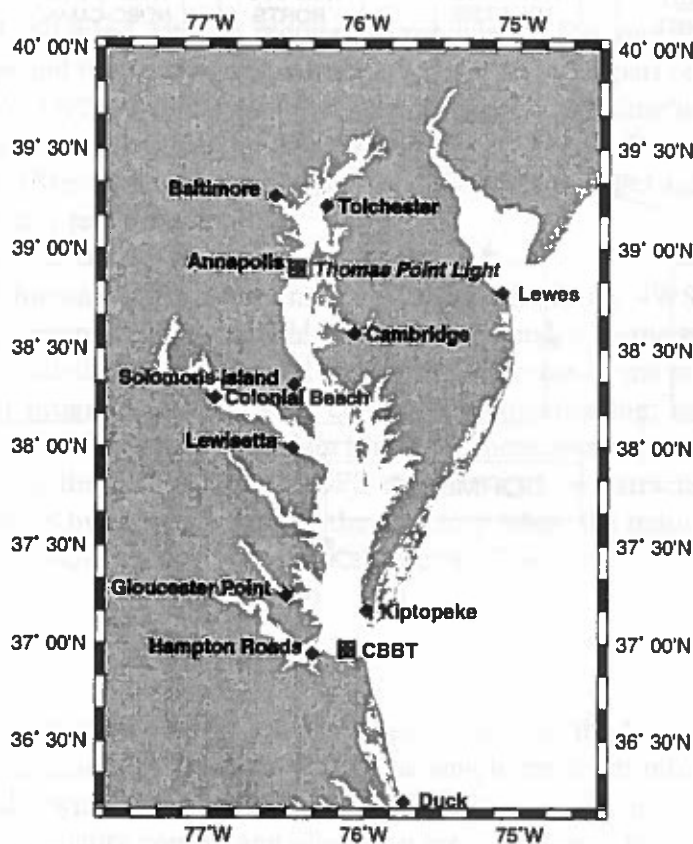 77°W 76°W 75°W
40° 00'N 40° 00'N
39° 30'N 39° 30'N
Baltimore Tolchester
39° 00'N 39° 00'N
Annapolis Thomas Point Light
Lewes
Cambridge
38° 30'N 38° 30'N
Solomons Island
Colonial Beach
38° 00'N 38° 00'N
Lewisetta
37° 30'N 37° 30'N
Gloucester Point Kiptopeke
37° 00'N 37° 00'N
Hampton Roads CBBT
36° 30'N 36° 30'N
Duck
77°W 76°W 75°W